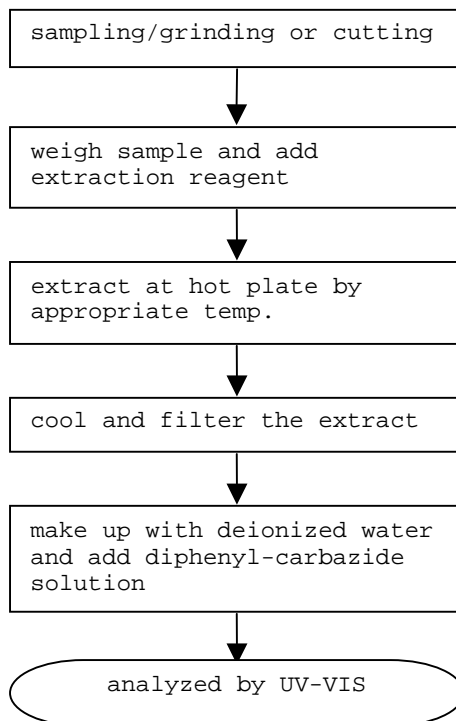 sampling/grinding or cutting
weigh sample and add
extraction reagent
extract at hot plate by
appropriate temp.
cool and filter the extract
make up with deionized water
and add diphenyl-carbazide
solution
analyzed by UV-VIS